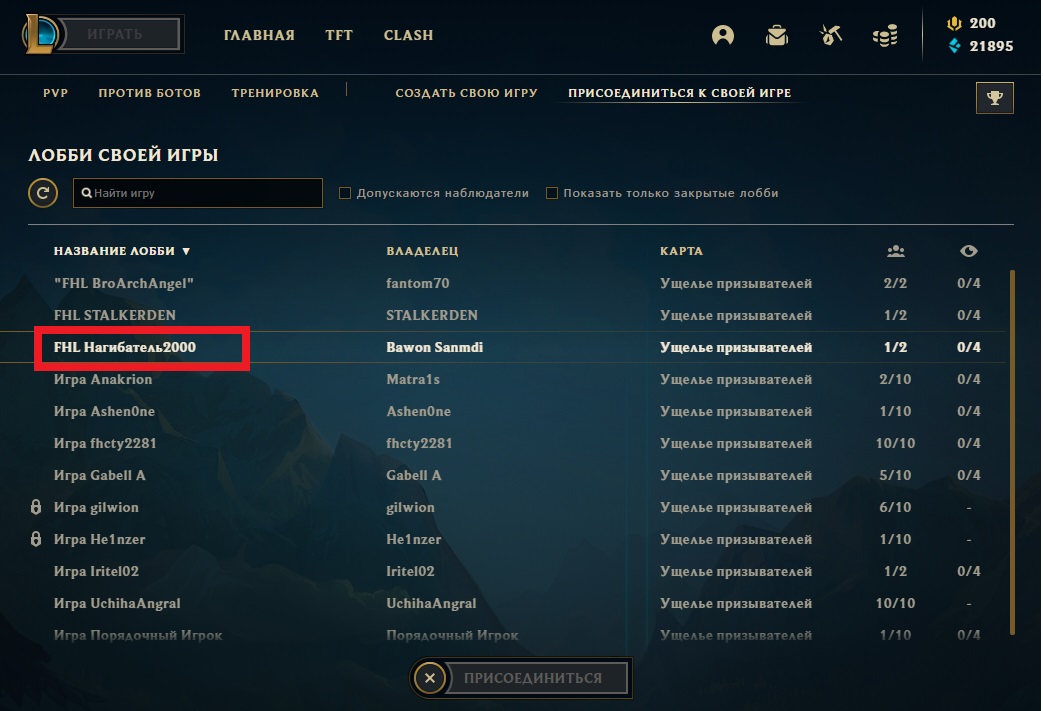 ИГРАТЬ ГЛАВНАЯ TFT CLASH 200
21895
PVP ПРОТИВ БОТОВ ТРЕНИРОВКА СОЗДАТЬ СВОЮ ИГРУ ПРИСОЕДИНИТЬСЯ К СВОЕЙ ИГРЕ
ЛОББИ СВОЕЙ ИГРЫ
Найти игру Допускаются наблюдатели Показать только закрытые лобби
НАЗВАНИЕ ЛОББИ ▼ ВЛАДЕЛЕЦ КАРТА
"FHL BroArchAngel" fantom70 Ущелье призывателей 2/2 0/4
FHL STALKERDEN STALKERDEN Ущелье призывателей 1/2 0/4
FHL Нагибатель2000 Bawon Sanmdi Ущелье призывателей 1/2 0/4
Игра Anakrion Matra1s Ущелье призывателей 2/10 0/4
Игра Ashen0ne Ashen0ne Ущелье призывателей 1/10 0/4
Игра fhcty2281 fhcty2281 Ущелье призывателей 10/10 0/4
Игра Gabell A Gabell A Ущелье призывателей 5/10 0/4
Игра gilwion gilwion Ущелье призывателей 6/10 -
Игра He1nzer He1nzer Ущелье призывателей 1/10 -
Игра Iritel02 Iritel02 Ущелье призывателей 1/2 0/4
Игра UchihaAngral UchihaAngral Ущелье призывателей 10/10 -
Игра Порядочный Игрок Порядочный Игрок Ущелье призывателей 1/10 0/4
ПРИСОЕДИНИТЬСЯ